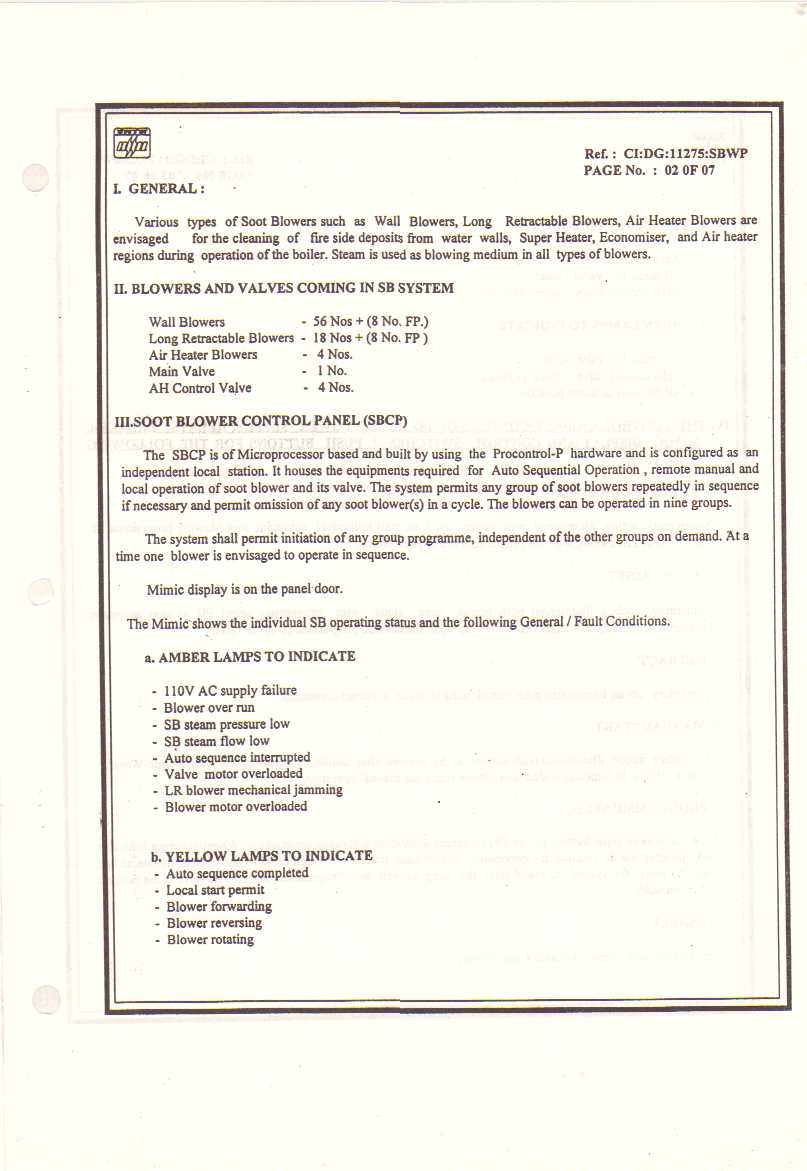 Ref. : CI:DG:11275:SBWP
PAGE No. : 02 0F 07
I. GENERAL :
Various types of Soot Blowers such as Wall Blowers, Long Retractable Blowers, Air Heater Blowers are
envisaged for the cleaning of fire side deposits from water walls, Super Heater, Economiser, and Air heater
regions during operation of the boiler. Steam is used as blowing medium in all types of blowers.
II. BLOWERS AND VALVES COMING IN SB SYSTEM
Wall Blowers - 56 Nos + (8 No. FP.)
Long Retractable Blowers - 18 Nos + (8 No. FP )
Air Heater Blowers - 4 Nos.
Main Valve - 1 No.
AH Control Valve - 4 Nos.
III.SOOT BLOWER CONTROL PANEL (SBCP)
The SBCP is of Microprocessor based and built by using the Procontrol-P hardware and is configured as an
independent local station. It houses the equipments required for Auto Sequential Operation , remote manual and
local operation of soot blower and its valve. The system permits any group of soot blowers repeatedly in sequence
if necessary and permit omission of any soot blower(s) in a cycle. The blowers can be operated in nine groups.
The system shall permit initiation of any group programme, independent of the other groups on demand. At a
time one blower is envisaged to operate in sequence.
Mimic display is on the panel door.
The Mimic shows the individual SB operating status and the following General / Fault Conditions.
a. AMBER LAMPS TO INDICATE
- 110V AC supply failure
- Blower over run
- SB steam pressure low
- SB steam flow low
- Auto sequence interrupted
- Valve motor overloaded
- LR blower mechanical jamming
- Blower motor overloaded
b. YELLOW LAMPS TO INDICATE
- Auto sequence completed
- Local start permit
- Blower forwarding
- Blower reversing
- Blower rotating